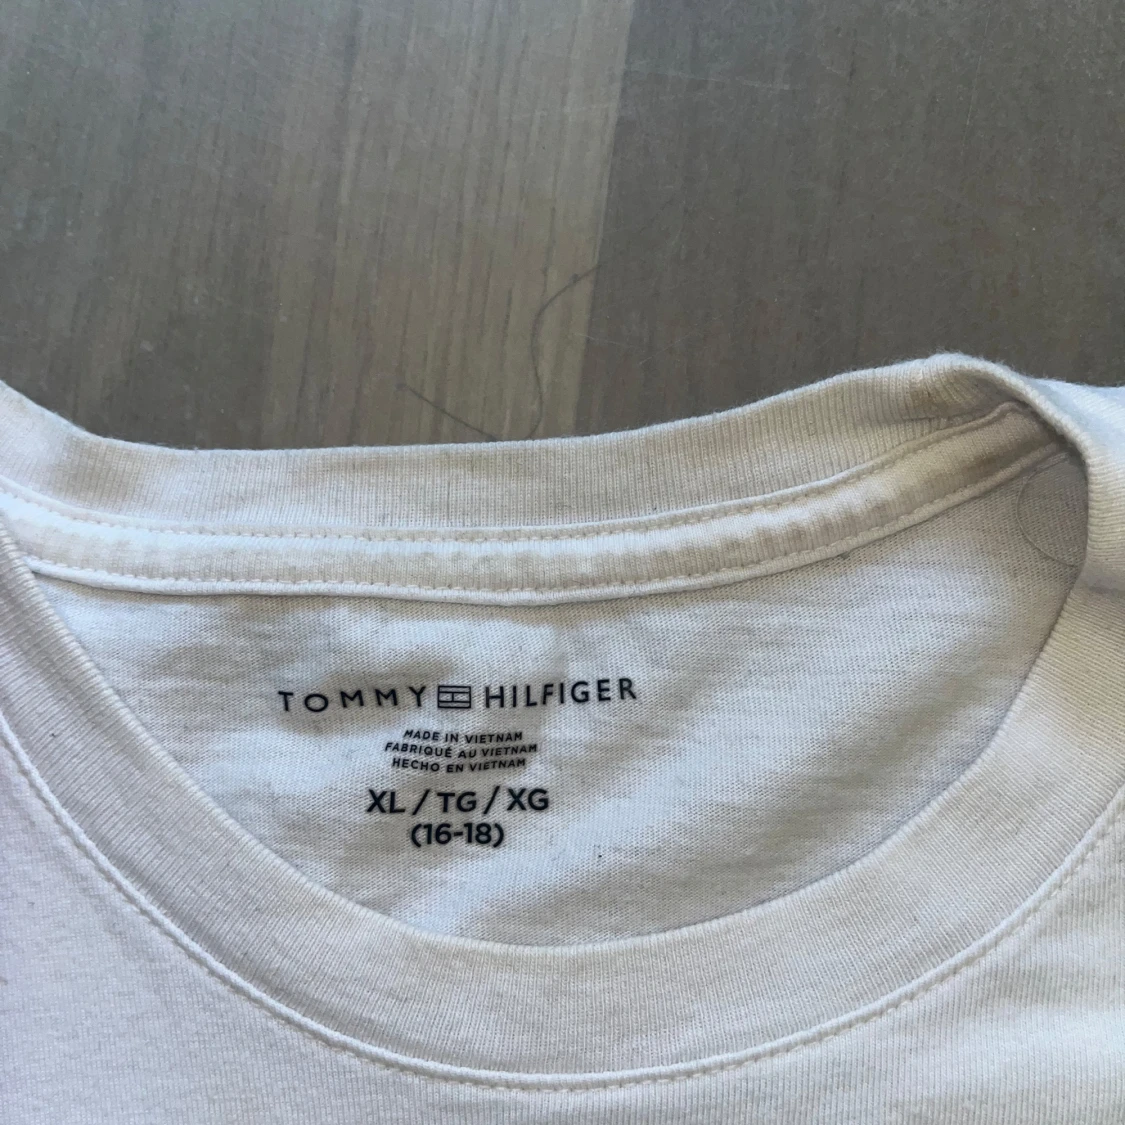 TOMMY HILFIGER
MADE IN VIETNAM
FABRIQUÉ AU VIETNAM
HECHO EN VIETNAM
XL / TG / XG
(16-18)